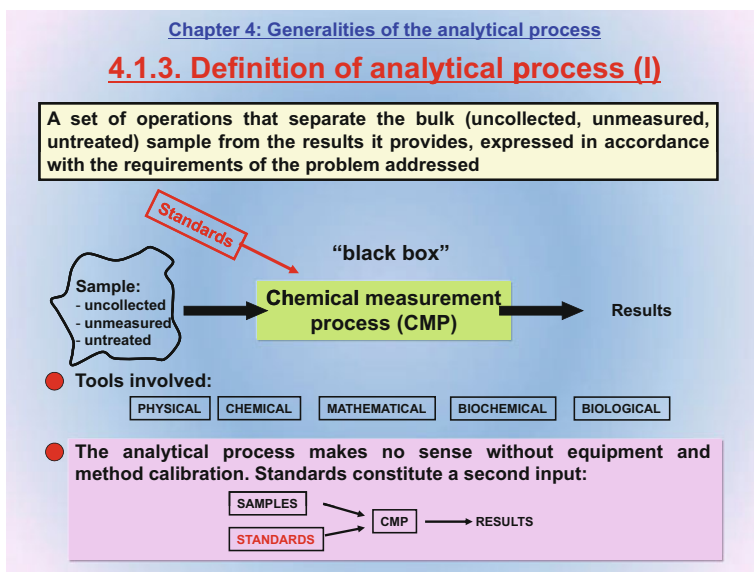 Chapter 4: Generalities of the analytical process
4.1.3. Definition of analytical process (I)
A set of operations that separate the bulk (uncollected, unmeasured,
untreated) sample from the results it provides, expressed in accordance
with the requirements of the problem addressed
Standards
“black box”
Sample:
- uncollected
- unmeasured
- untreated
Chemical measurement
process (CMP)
Results
Tools involved:
PHYSICAL CHEMICAL MATHEMATICAL BIOCHEMICAL BIOLOGICAL
The analytical process makes no sense without equipment and
method calibration. Standards constitute a second input:
SAMPLES
STANDARDS
CMP
RESULTS